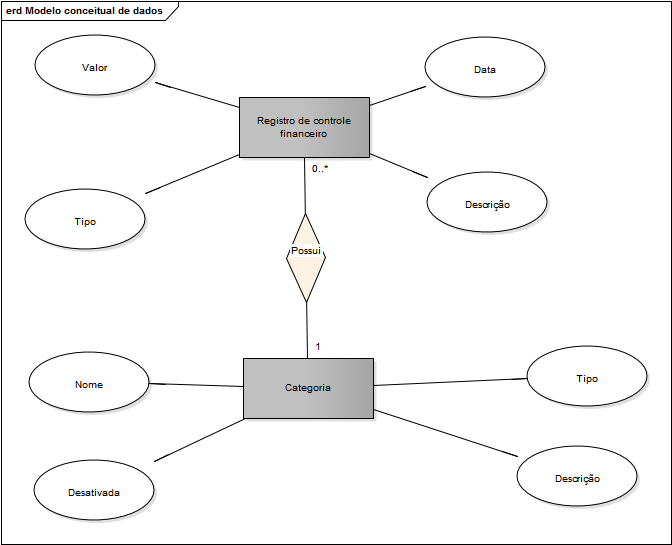 erd Modelo conceitual de dados
Valor
Data
Registro de controle
financeiro
0..*
Tipo
Descrição
Possui
1
Nome
Categoria
Tipo
Desativada
Descrição